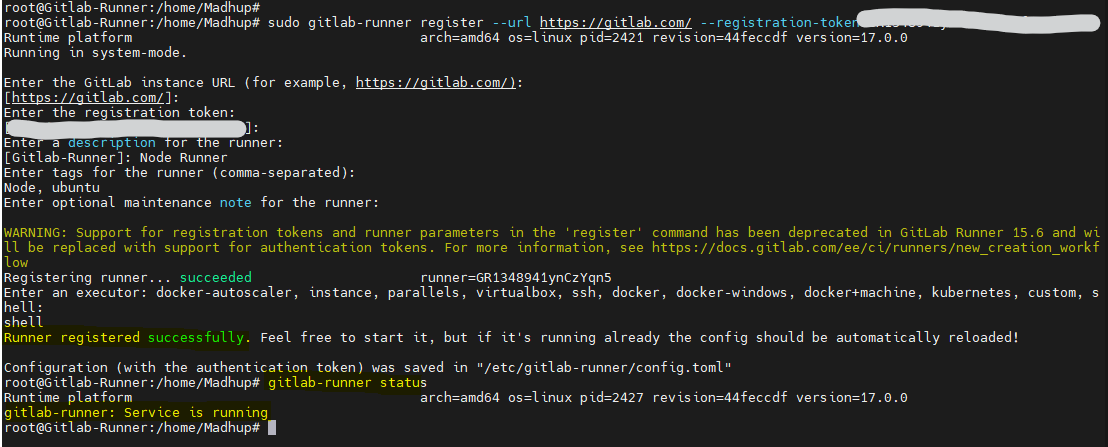 root@Gitlab-Runner:/home/Madhup#
root@Gitlab-Runner:/home/Madhup# sudo gitlab-runner register --url https://gitlab.com/ --registration-token
Runtime platform                                    arch=amd64 os=linux pid=2421 revision=44feccdf version=17.0.0
Running in system-mode.
Enter the GitLab instance URL (for example, https://gitlab.com/):
[https://gitlab.com/]:
Enter the registration token:
[ ]:
Enter a description for the runner:
[Gitlab-Runner]: Node Runner
Enter tags for the runner (comma-separated):
Node, ubuntu
Enter optional maintenance note for the runner:
WARNING: Support for registration tokens and runner parameters in the 'register' command has been deprecated in GitLab Runner 15.6 and wi
ll be replaced with support for authentication tokens. For more information, see https://docs.gitlab.com/ee/ci/runners/new_creation_workf
low
Registering runner... succeeded                     runner=GR1348941ynCzYqn5
Enter an executor: docker-autoscaler, instance, parallels, virtualbox, ssh, docker, docker-windows, docker+machine, kubernetes, custom, s
hell:
shell
Runner registered successfully. Feel free to start it, but if it's running already the config should be automatically reloaded!
Configuration (with the authentication token) was saved in "/etc/gitlab-runner/config.toml"
root@Gitlab-Runner:/home/Madhup# gitlab-runner status
Runtime platform                                    arch=amd64 os=linux pid=2427 revision=44feccdf version=17.0.0
gitlab-runner: Service is running
root@Gitlab-Runner:/home/Madhup#